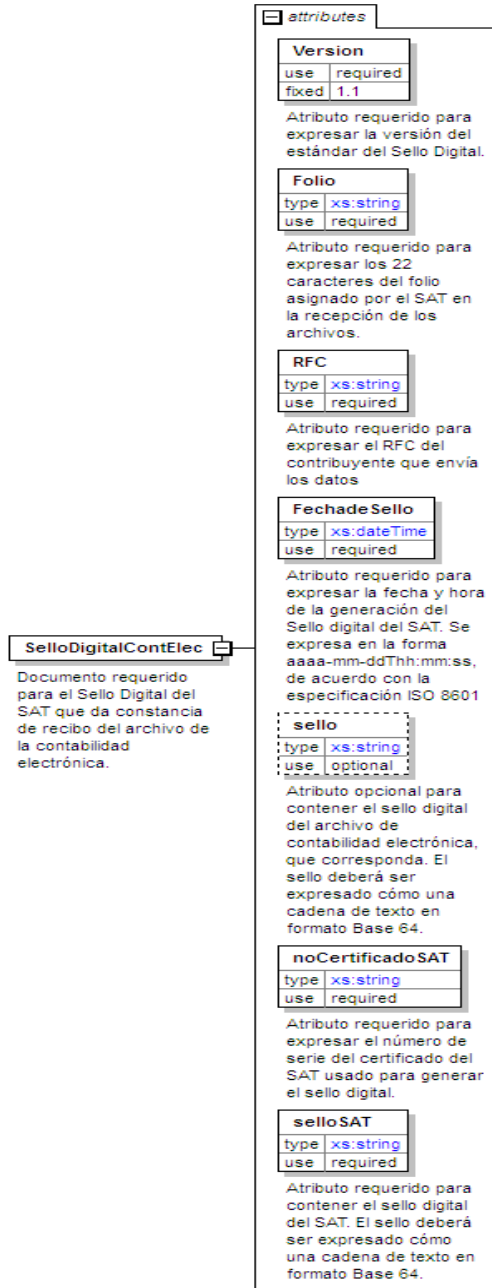 attributes
Version
use required
fixed 1.1
Atributo requerido para
expresar la versión del
estándar del Sello Digital.
Folio
type xs:string
use required
Atributo requerido para
expresar los 22
caracteres del folio
asignado por el SAT en
la recepción de los
archivos.
RFC
type xs:string
use required
Atributo requerido para
expresar el RFC del
contribuyente que envía
los datos
FechadeSello
type xs:dateTime
use required
Atributo requerido para
expresar la fecha y hora
de la generación del
Sello digital del SAT. Se
expresa en la forma
aaaa-mm-ddThh:mm:ss,
de acuerdo con la
especificación ISO 8601
SelloDigitalContElec
Documento requerido
para el Sello Digital del
SAT que da constancia
de recibo del archivo de
la contabilidad
electrónica.
sello
type xs:string
use optional
Atributo opcional para
contener el sello digital
del archivo de
contabilidad electrónica,
que corresponda. El
sello deberá ser
expresado cómo una
cadena de texto en
formato Base 64.
noCertificadoSAT
type xs:string
use required
Atributo requerido para
expresar el número de
serie del certificado del
SAT usado para generar
el sello digital.
selloSAT
type xs:string
use required
Atributo requerido para
contener el sello digital
del SAT. El sello deberá
ser expresado cómo
una cadena de texto en
formato Base 64.